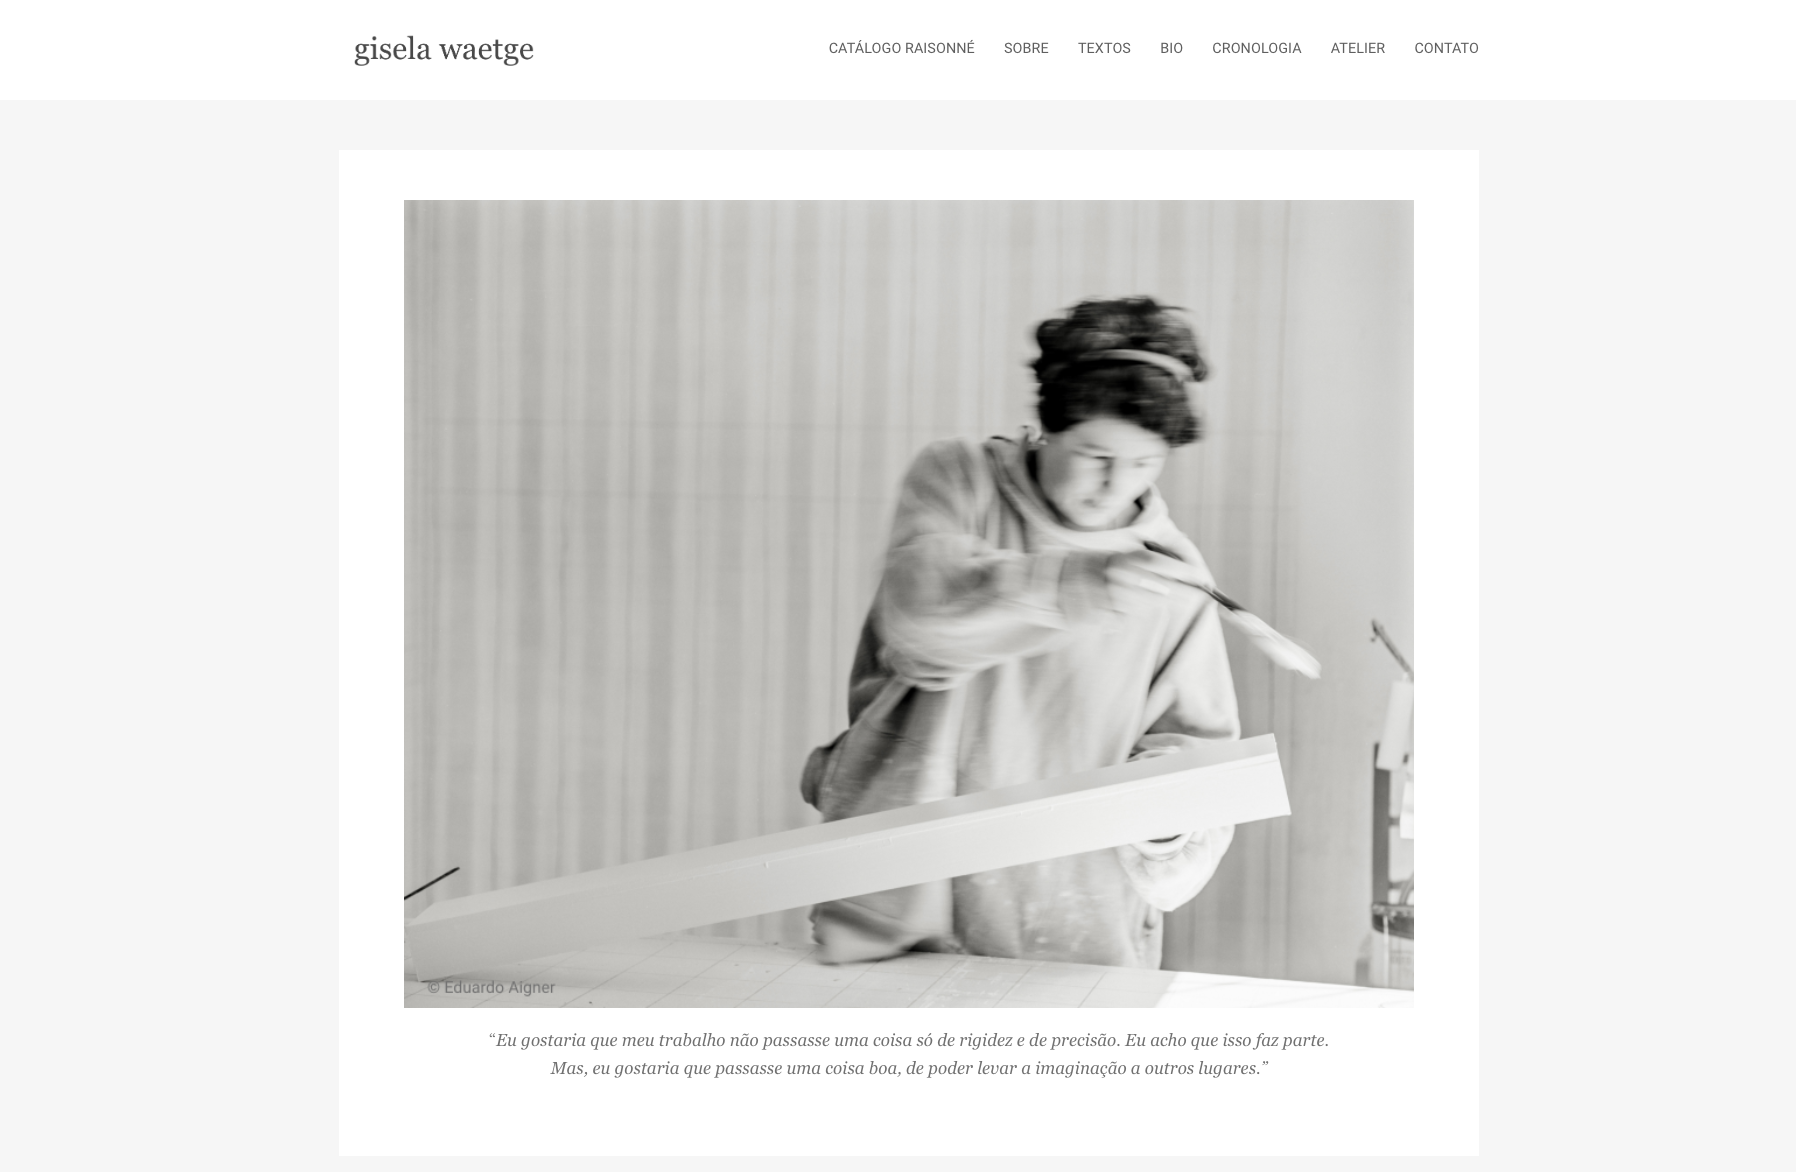 gisela waetge
CATÁLOGO RAISONNÉ SOBRE TEXTOS BIO CRONOLOGIA ATELIER CONTATO
© Eduardo Aigner
“Eu gostaria que meu trabalho não passasse uma coisa só de rigidez e de precisão. Eu acho que isso faz parte.
Mas, eu gostaria que passasse uma coisa boa, de poder levar a imaginação a outros lugares.”